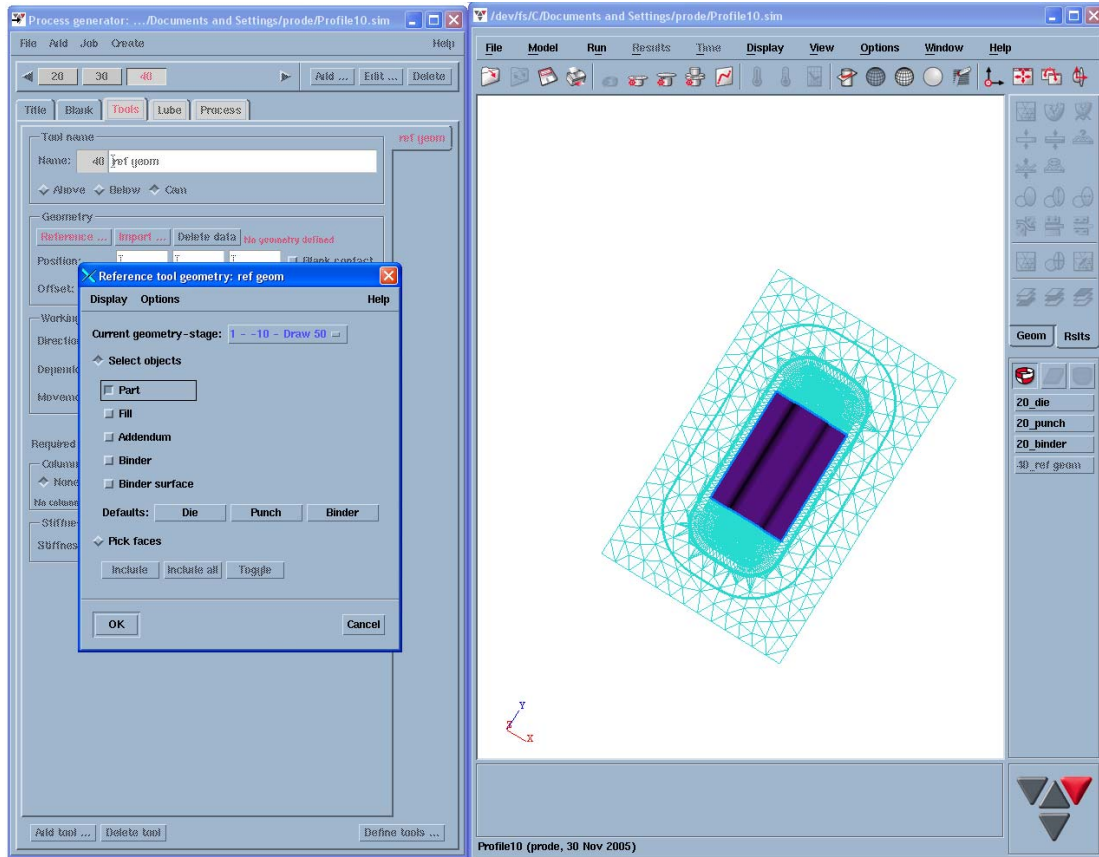 Process generator: .../Documents and Settings/prode/Profile10.sim
File Add Job Create Help
20 30 40 Add ... Edit ... Delete
Title Blank Tools Lube Process
Tool name
ref geom
Name: 40 ref geom
Above Below Cam
Geometry
Reference ... Import ... Delete data No geometry defined
Position: Blank contact
Offset:
Working
Direction
Movem
Required
Column
None
No column
Stiffnes
Stiffnes
Reference tool geometry: ref geom
Display Options Help
Current geometry-stage: 1 - -10 - Draw 50
Select objects
Part
Fill
Addendum
Binder
Binder surface
Defaults: Die Punch Binder
Pick faces
Include Include all Toggle
OK Cancel
Add tool ... Delete tool Define tools ...
/dev/fs/C/Documents and Settings/prode/Profile10.sim
File Model Run Results Time Display View Options Window Help
Geom Rslts
20_die
20_punch
20_binder
40_ref geom
Y
Z
X
Profile10 (prode, 30 Nov 2005)